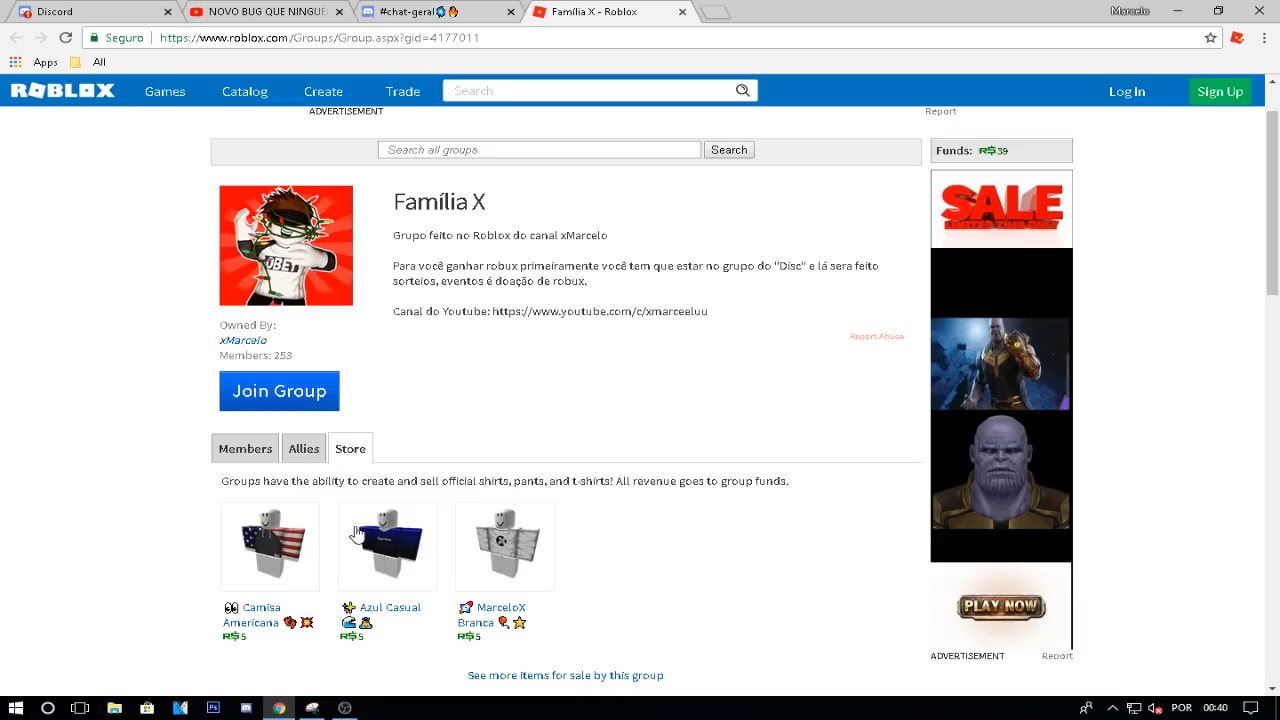 Discord
NOVO BUG QUE NINGUÉ
#chat-geral
Família X - Roblox
Marcelo
Seguro
https://www.roblox.com/Groups/Group.aspx?gid=4177011
Apps
All
ROBLOX
Games
Catalog
Create
Trade
Search
Log In
Sign Up
ADVERTISEMENT
Report
Search all groups
Search
Funds: R$39
SALE
Família X
Grupo feito no Roblox do canal xMarcelo
Para você ganhar robux primeiramente você tem que estar no grupo do "Disc" e lá sera feito
sorteios, eventos é doação de robux.
Canal do Youtube: https://www.youtube.com/c/xmarceeluu
Report Abuse
Owned By:
xMarcelo
Members: 253
Join Group
Members
Allies
Store
Groups have the ability to create and sell official shirts, pants, and t-shirts! All revenue goes to group funds.
👀 Camisa
Americana
R$5
Azul Casual
R$5
MarceloX
Branca
R$5
PLAY NOW
ADVERTISEMENT
Report
See more items for sale by this group
POR
00:40